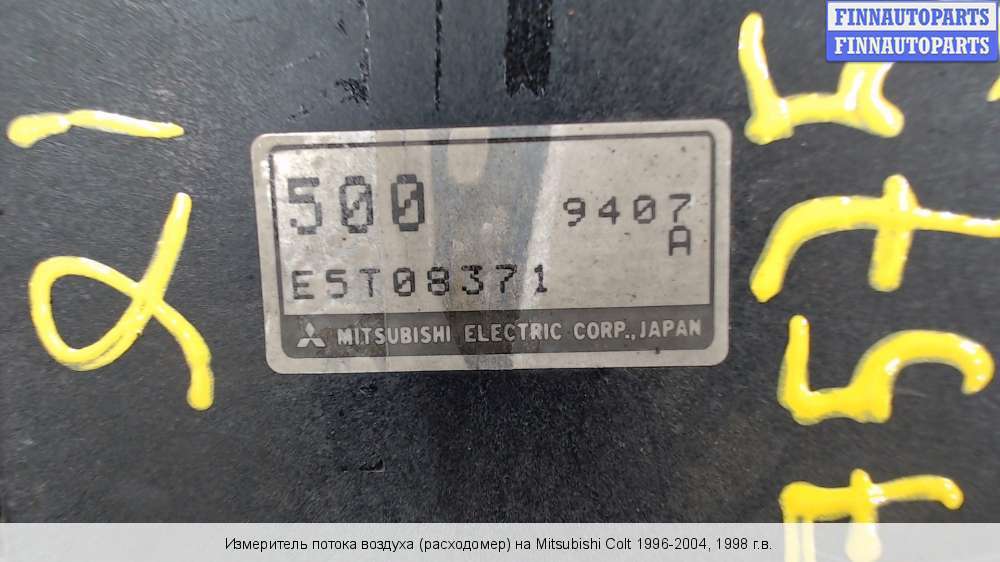 FINNAUTOPARTS
FINNAUTOPARTS
500
9407
A
E5T08371
MITSUBISHI ELECTRIC CORP., JAPAN
Измеритель потока воздуха (расходомер) на Mitsubishi Colt 1996-2004, 1998 г.в.